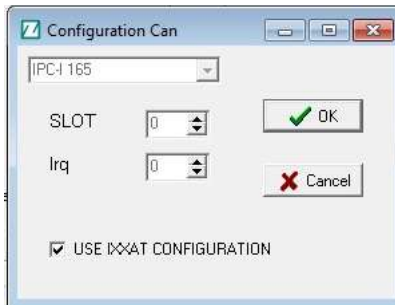 Configuration Can
IPC-I 165
SLOT 0
OK
Irq 0
Cancel
USE IXXAT CONFIGURATION